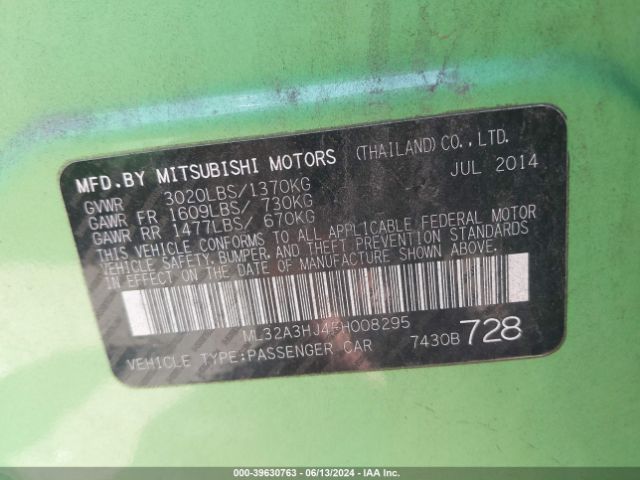 MFD.BY MITSUBISHI MOTORS (THAILAND)CO.,LTD.
JUL 2014
GVWR 3020LBS/1370KG
GAWR FR 1609LBS/ 730KG
GAWR RR 1477LBS/ 670KG
THIS VEHICLE CONFORMS TO ALL APPLICABLE FEDERAL MOTOR
VEHICLE SAFETY, BUMPER, AND THEFT PREVENTION STANDARDS
IN EFFECT ON THE DATE OF MANUFACTURE SHOWN ABOVE.
ML32A3HJ4FH008295
VEHICLE TYPE:PASSENGER CAR 7430B 728
000-39630763 - 06/13/2024 - IAA Inc.